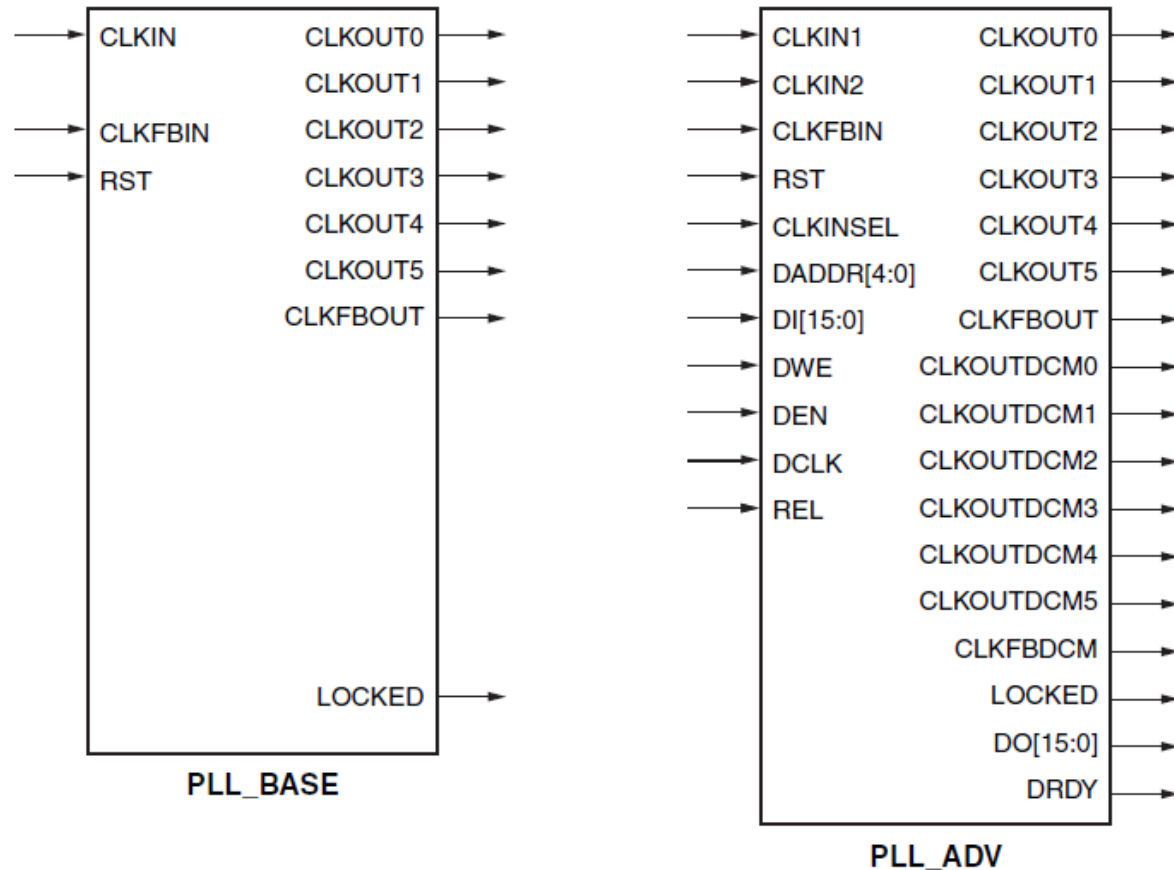 CLKIN
CLKFBIN
RST
CLKOUT0
CLKOUT1
CLKOUT2
CLKOUT3
CLKOUT4
CLKOUT5
CLKFBOUT
LOCKED
PLL_BASE
CLKIN1
CLKIN2
CLKFBIN
RST
CLKINSEL
DADDR[4:0]
DI[15:0]
DWE
DEN
DCLK
REL
CLKOUT0
CLKOUT1
CLKOUT2
CLKOUT3
CLKOUT4
CLKOUT5
CLKFBOUT
CLKOUTDCM0
CLKOUTDCM1
CLKOUTDCM2
CLKOUTDCM3
CLKOUTDCM4
CLKOUTDCM5
CLKFBDCM
LOCKED
DO[15:0]
DRDY
PLL_ADV